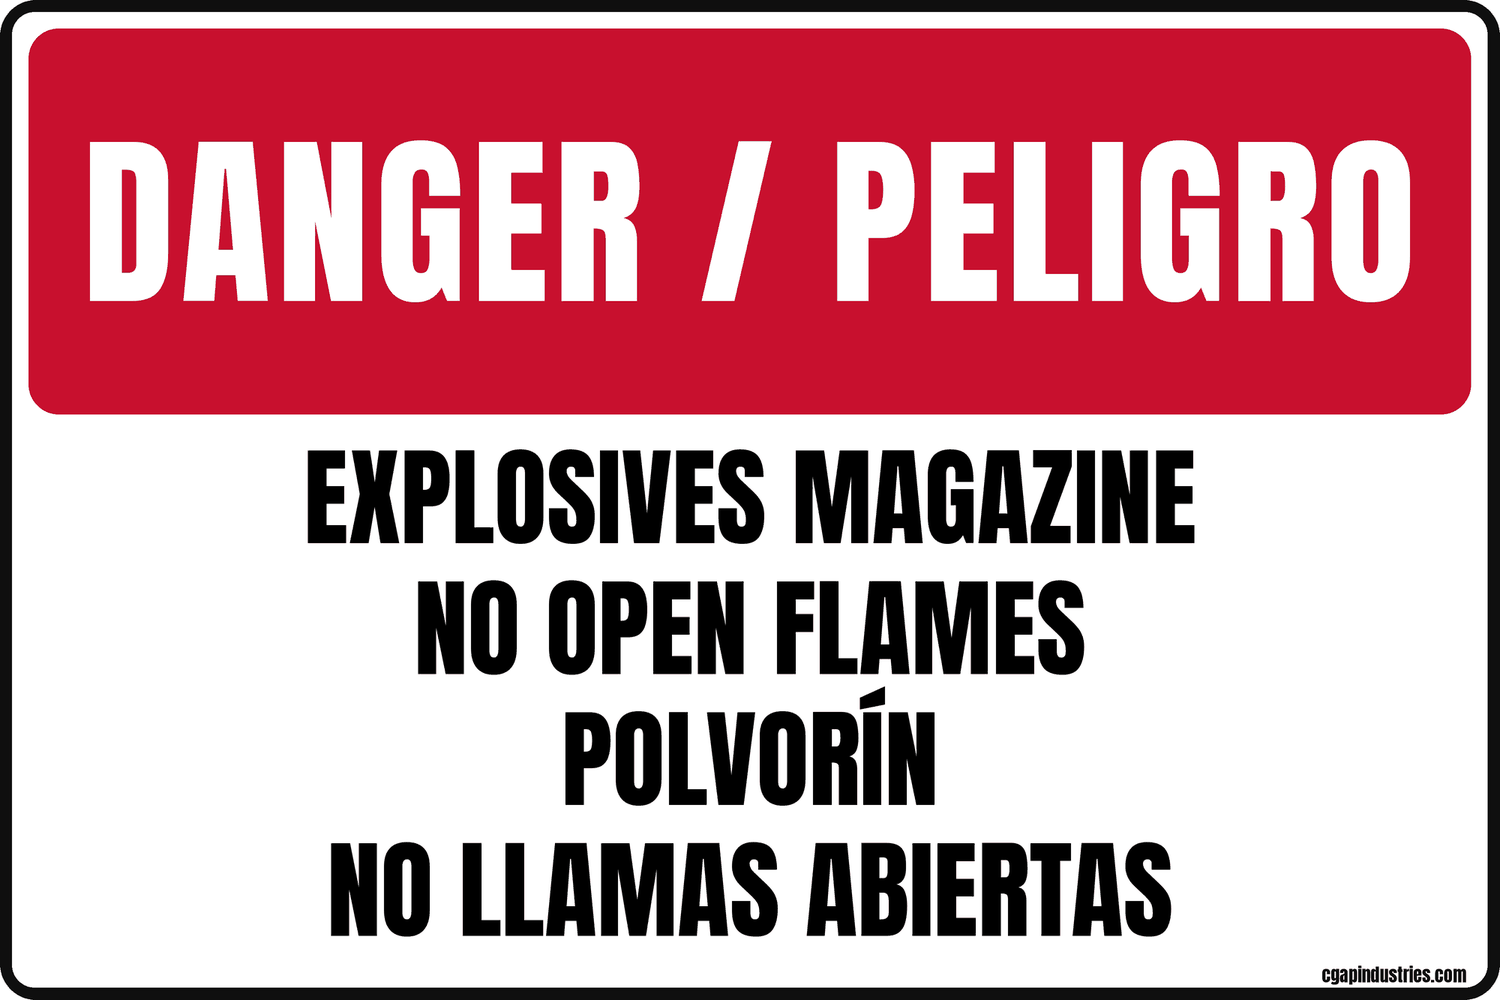 DANGER / PELIGRO
EXPLOSIVES MAGAZINE
NO OPEN FLAMES
POLVORÍN
NO LLAMAS ABIERTAS
cgapindustries.com